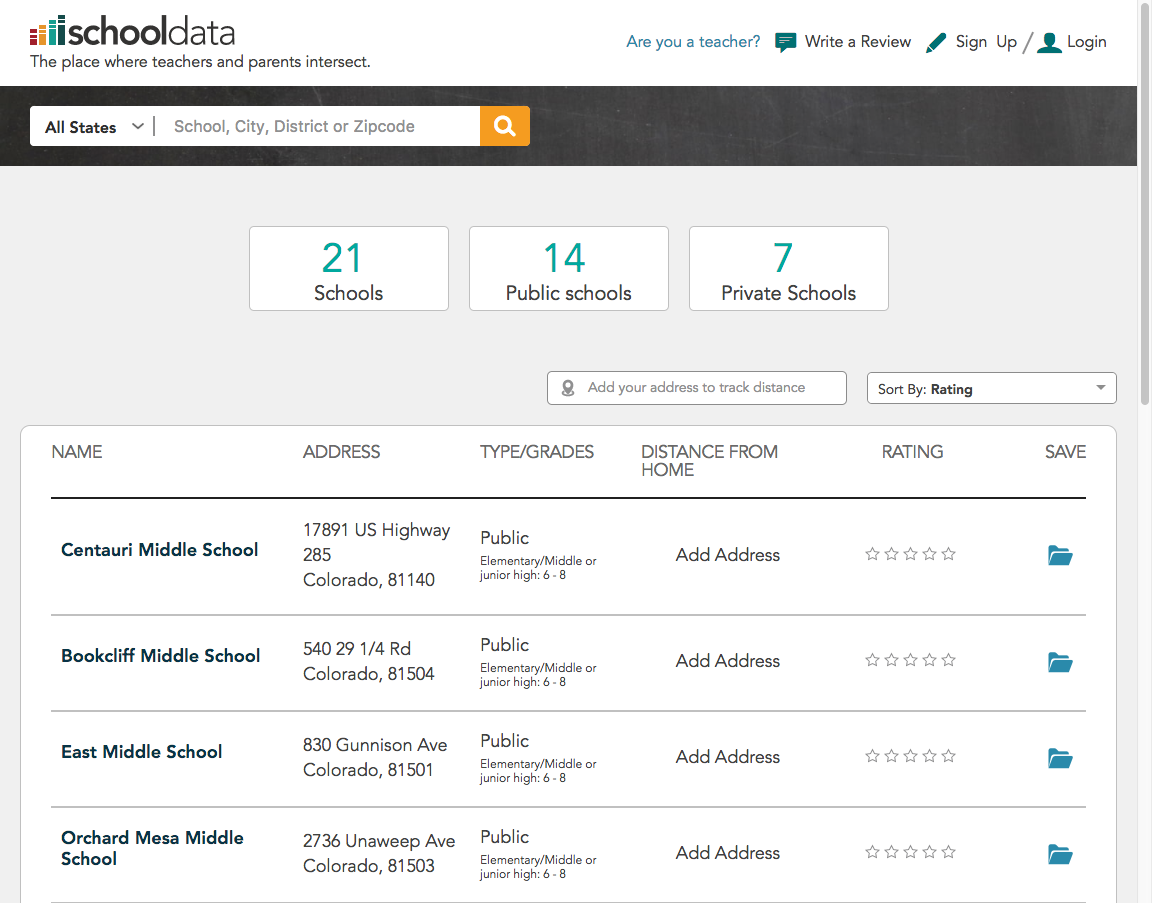 schooldata
The place where teachers and parents intersect.
Are you a teacher? Write a Review Sign Up / Login
All States School, City, District or Zipcode
21
Schools
14
Public schools
7
Private Schools
Add your address to track distance
Sort By: Rating
NAME ADDRESS TYPE/GRADES DISTANCE FROM HOME RATING SAVE
Centauri Middle School
17891 US Highway
285
Colorado, 81140
Public
Elementary/Middle or
junior high: 6 - 8
Add Address
Bookcliff Middle School
540 29 1/4 Rd
Colorado, 81504
Public
Elementary/Middle or
junior high: 6 - 8
Add Address
East Middle School
830 Gunnison Ave
Colorado, 81501
Public
Elementary/Middle or
junior high: 6 - 8
Add Address
Orchard Mesa Middle
School
2736 Unaweep Ave
Colorado, 81503
Public
Elementary/Middle or
junior high: 6 - 8
Add Address